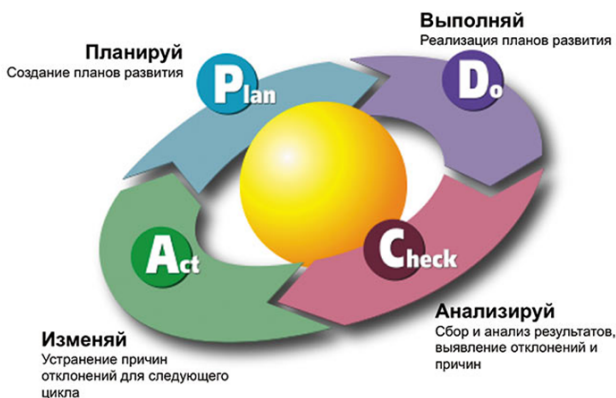 Планируй
Создание планов развития
Plan
Выполняй
Реализация планов развития
Do
Check
Анализируй
Сбор и анализ результатов,
выявление отклонений и
причин
Act
Изменяй
Устранение причин
отклонений для следующего
цикла